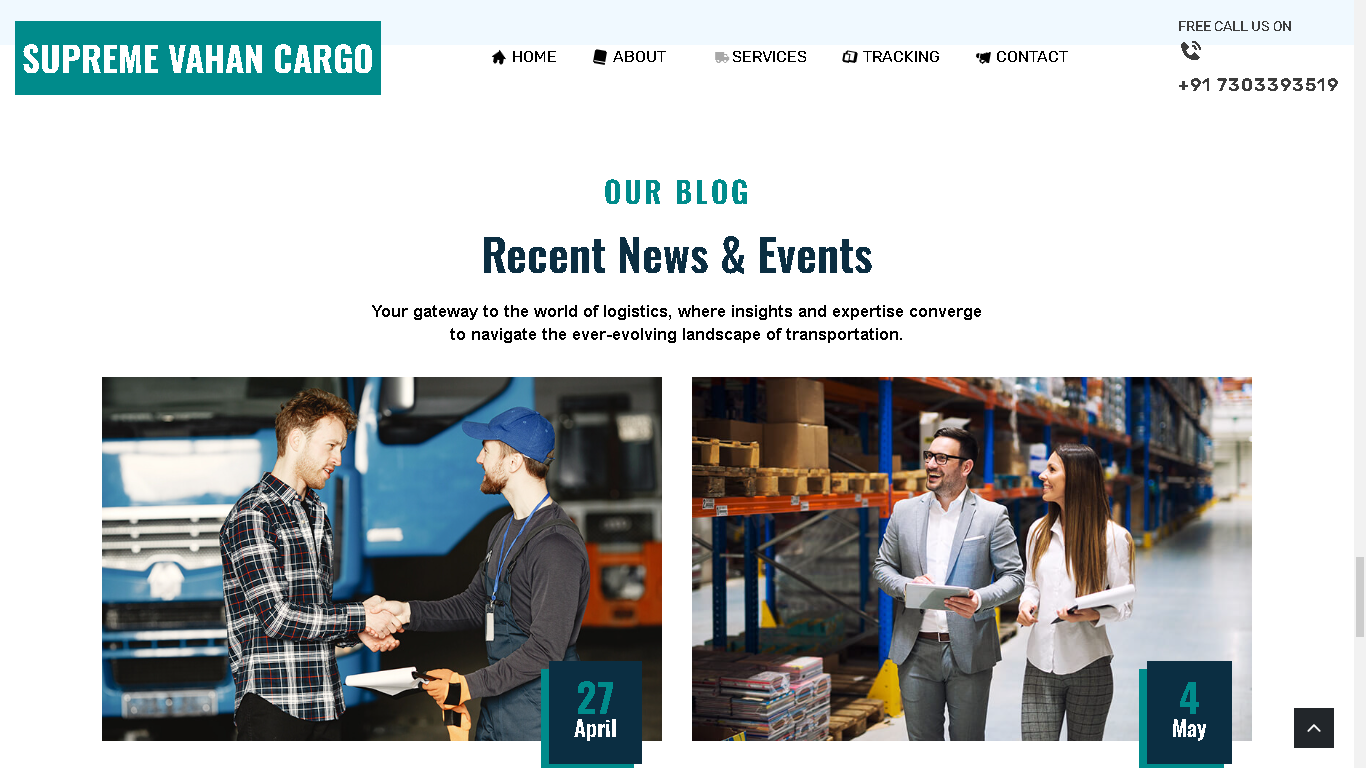 SUPREME VAHAN CARGO
HOME
ABOUT
SERVICES
TRACKING
CONTACT
FREE CALL US ON
+91 7303393519
OUR BLOG
Recent News & Events
Your gateway to the world of logistics, where insights and expertise converge
to navigate the ever-evolving landscape of transportation.
27
April
4
May